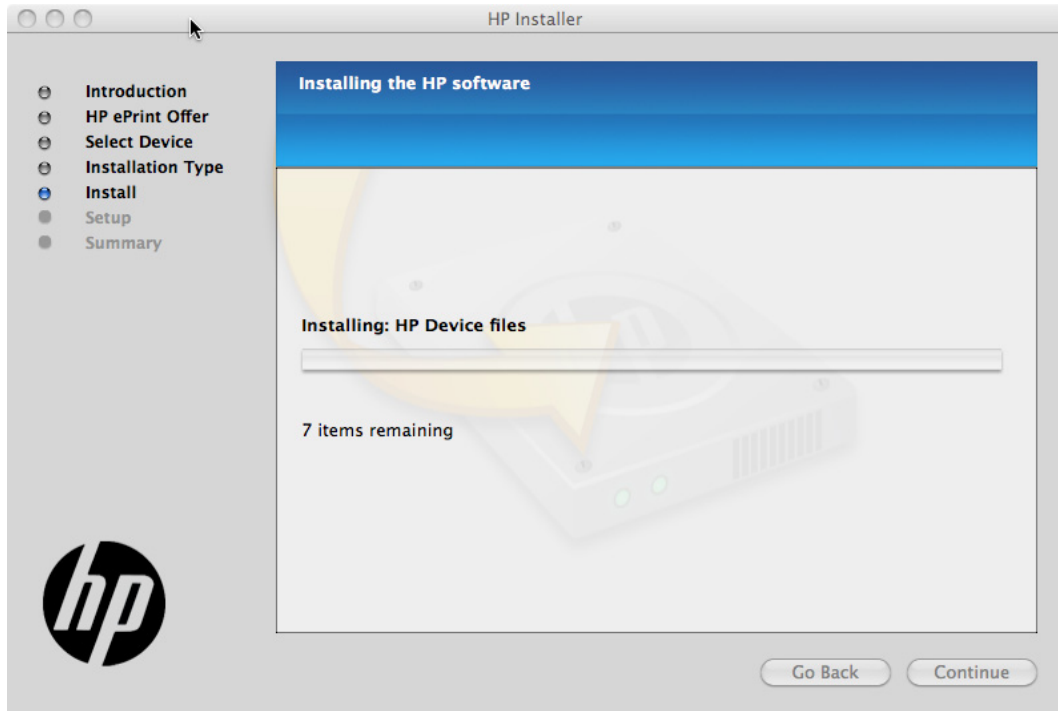 HP Installer
Introduction
HP ePrint Offer
Select Device
Installation Type
Install
Setup
Summary
Installing the HP software
Installing: HP Device files
7 items remaining
hp
Go Back
Continue